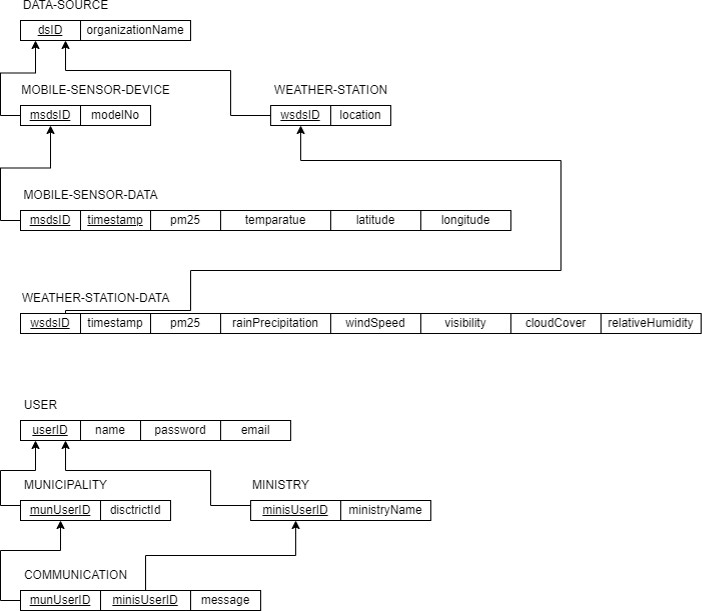 DATA-SOURCE
dsID organizationName
MOBILE-SENSOR-DEVICE WEATHER-STATION
msdsID modelNo wsdsID location
MOBILE-SENSOR-DATA
msdsID timestamp pm25 temparatue latitude longitude
WEATHER-STATION-DATA
wsdsID timestamp pm25 rainPrecipitation windSpeed visibility cloudCover relativeHumidity
USER
userID name password email
MUNICIPALITY MINISTRY
munUserID disctrictId minisUserID ministryName
COMMUNICATION
munUserID minisUserID message